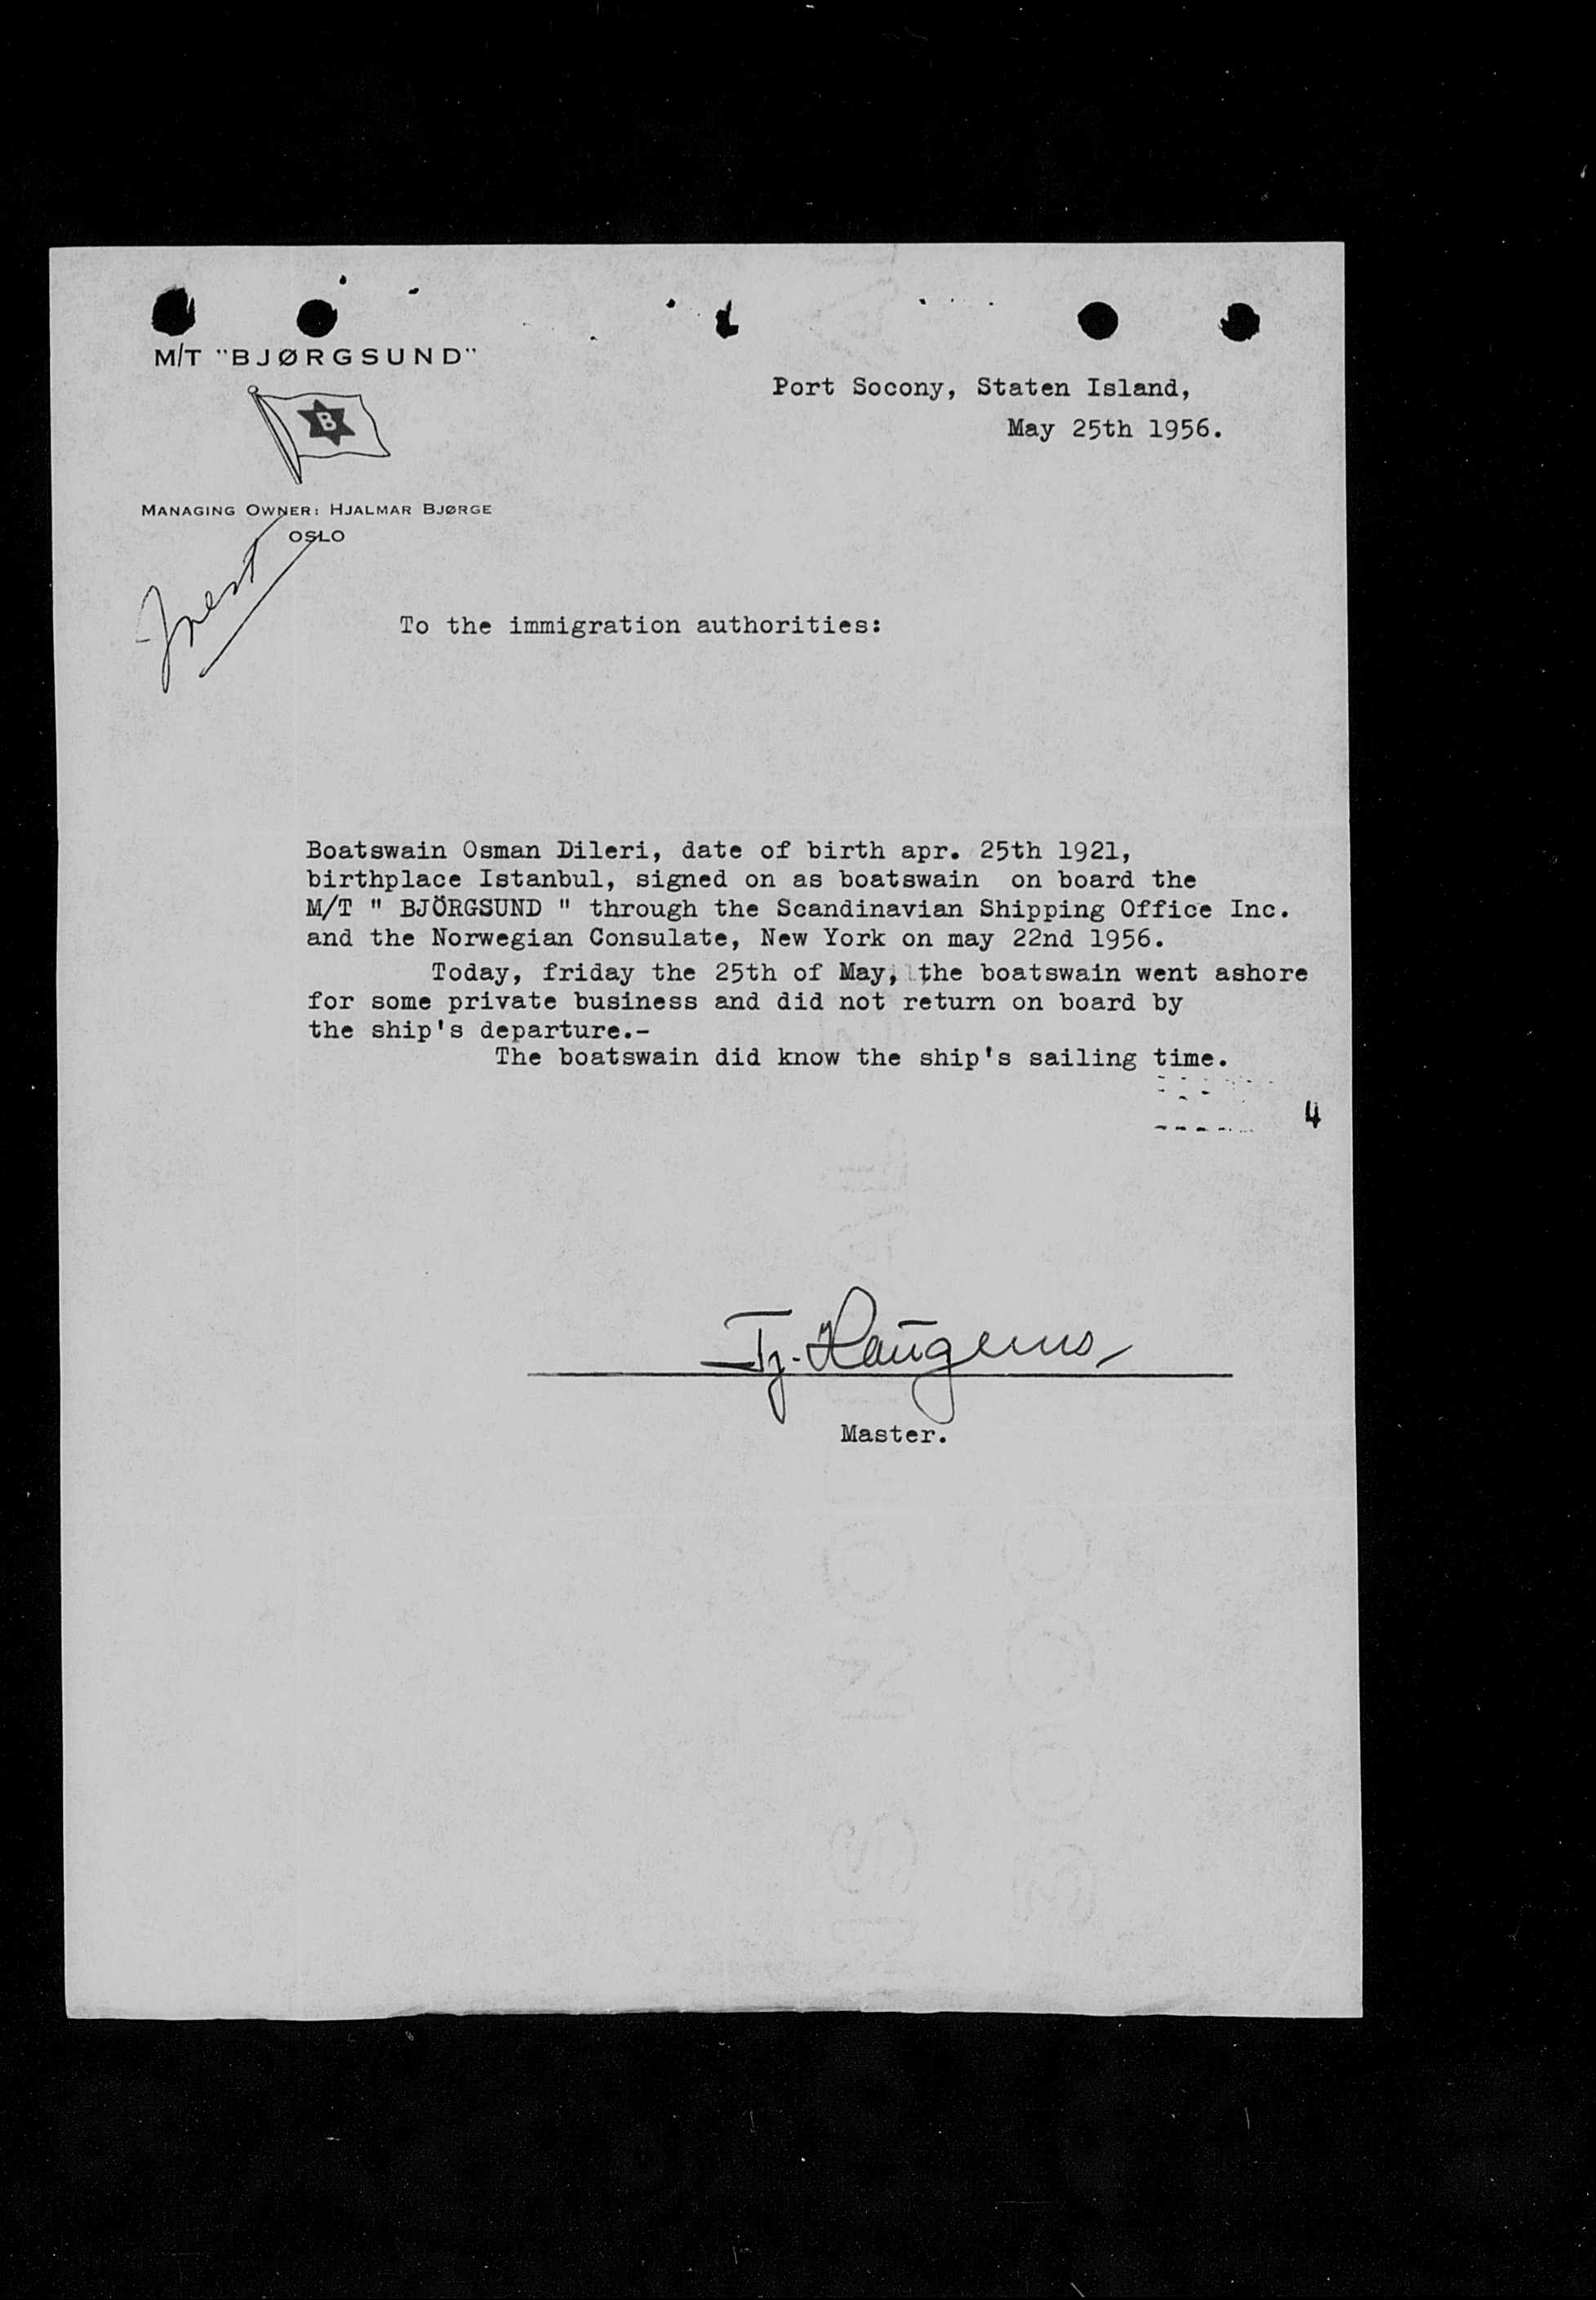 M/T "BJØRGSUND"
B
MANAGING OWNER: HJALMAR BJØRGE
OSLO
Port Socony, Staten Island,
May 25th 1956.
To the immigration authorities:
Boatswain Osman Dileri, date of birth apr. 25th 1921,
birthplace Istanbul, signed on as boatswain on board the
M/T " BJÖRGSUND " through the Scandinavian Shipping Office Inc.
and the Norwegian Consulate, New York on may 22nd 1956.
Today, friday the 25th of May, the boatswain went ashore
for some private business and did not return on board by
the ship's departure.-
The boatswain did know the ship's sailing time.
4
Master.